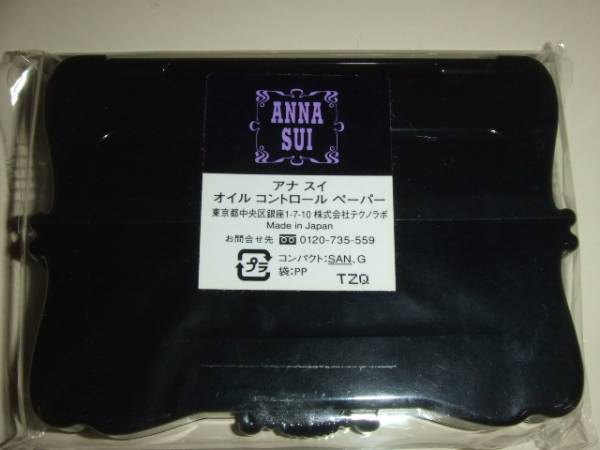 ANNA
SUI
アナ スイ
オイル コントロール ペーパー
東京都中央区銀座1-7-10 株式会社テクノラボ
Made in Japan
お問合せ先 0120-735-559
プラ
コンパクト:SAN、G
袋:PP
TZQ